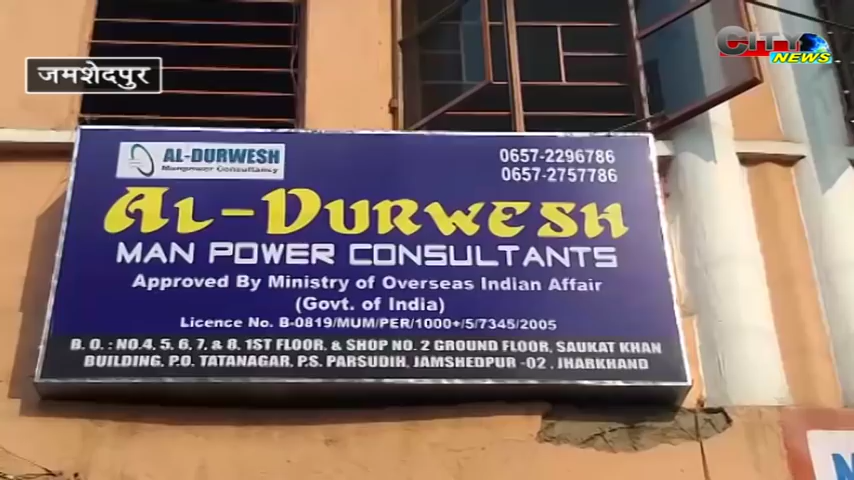 CITY NEWS
जमशेदपुर
AL-DURWESH
Manpower Consultancy
0657-2296786
0657-2757786
AL-DURWESH
MAN POWER CONSULTANTS
Approved By Ministry of Overseas Indian Affair
(Govt. of India)
Licence No. B-0819/MUM/PER/1000+/5/7345/2005
B. O. : NO.4, 5, 6, 7, & 8, 1ST FLOOR, & SHOP NO. 2 GROUND FLOOR, SAUKAT KHAN
BUILDING, P.O. TATANAGAR, P.S. PARSUDIH, JAMSHEDPUR -02 , JHARKHAND